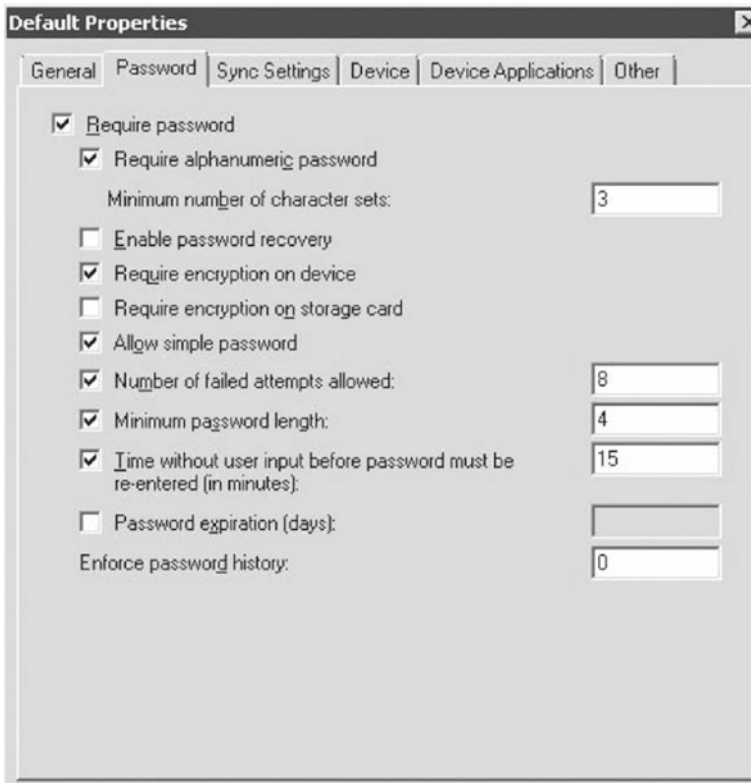 Default Properties
General Password Sync Settings Device Device Applications Other
Require password
Require alphanumeric password
Minimum number of character sets: 3
Enable password recovery
Require encryption on device
Require encryption on storage card
Allow simple password
Number of failed attempts allowed: 8
Minimum password length: 4
Time without user input before password must be 15
re-entered (in minutes):
Password expiration (days):
Enforce password history: 0